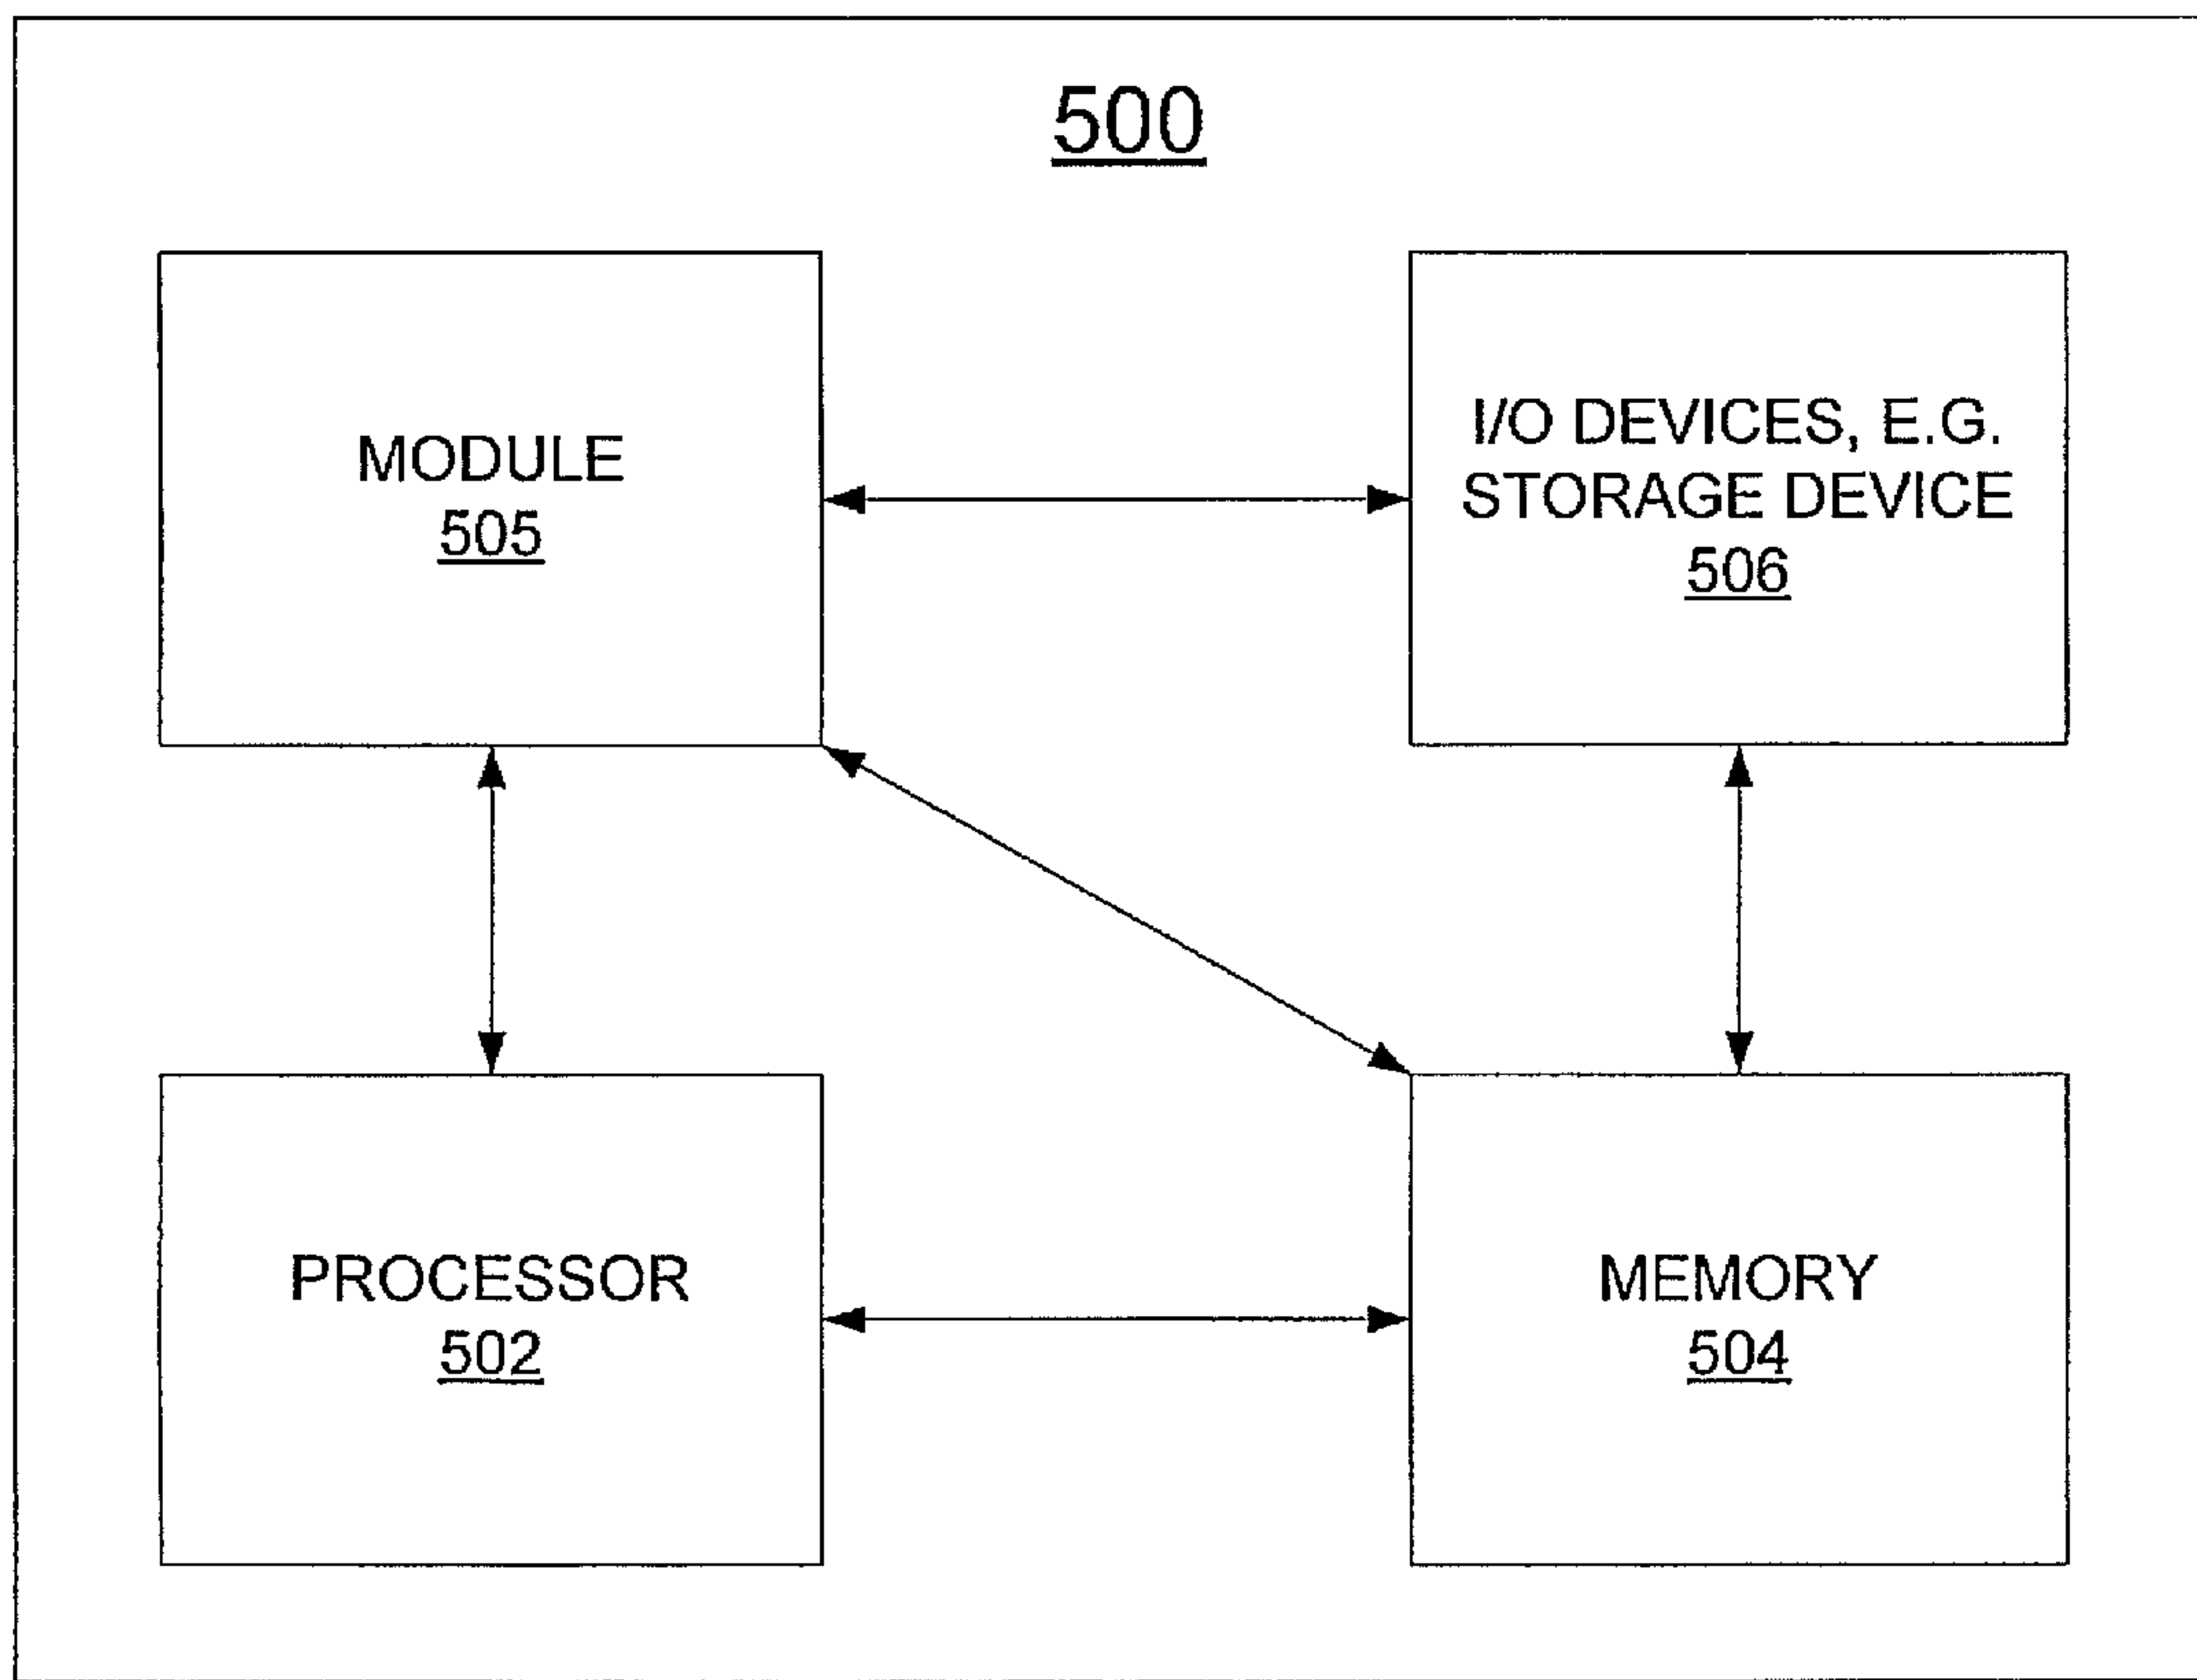 500
MODULE
505
I/O DEVICES, E.G.
STORAGE DEVICE
506
PROCESSOR
502
MEMORY
504